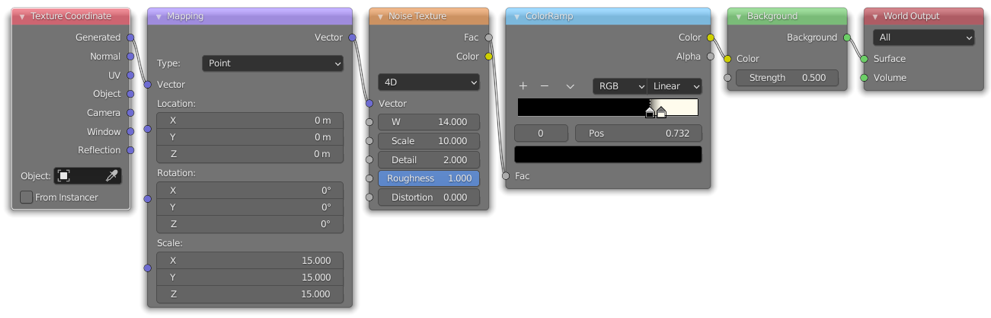 Texture Coordinate
Generated
Normal
UV
Object
Camera
Window
Reflection
Object:
From Instancer
Mapping
Vector
Type: Point
Vector
Location:
X 0 m
Y 0 m
Z 0 m
Rotation:
X 0°
Y 0°
Z 0°
Scale:
X 15.000
Y 15.000
Z 15.000
Noise Texture
Fac
Color
4D
Vector
W 14.000
Scale 10.000
Detail 2.000
Roughness 1.000
Distortion 0.000
ColorRamp
Color
Alpha
RGB Linear
0 Pos 0.732
Fac
Background
Background
Color
Strength 0.500
World Output
All
Surface
Volume